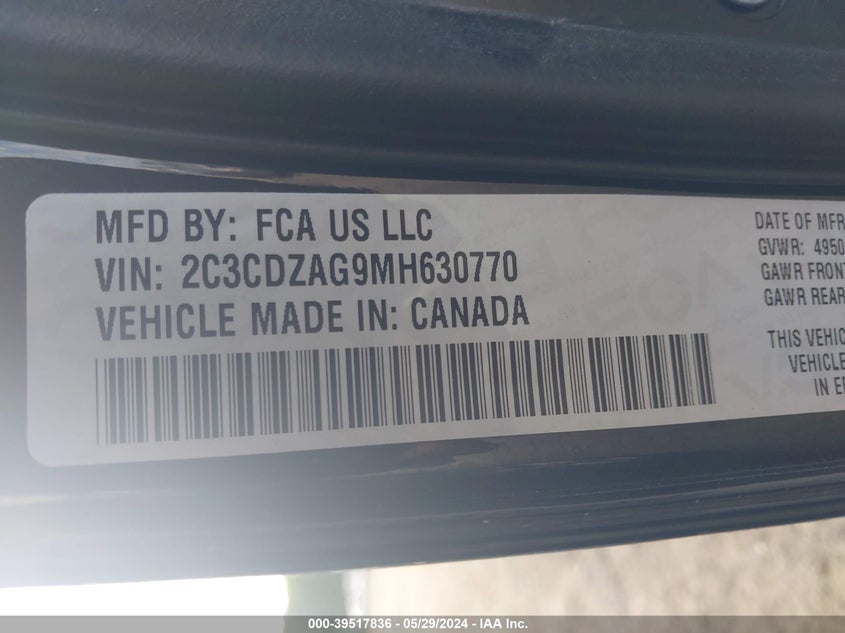 MFD BY: FCA US LLC
VIN: 2C3CDZAG9MH630770
VEHICLE MADE IN: CANADA
DATE OF MFR
GVWR: 4950
GAWR FRONT
GAWR REAR
THIS VEHIC
VEHICLE
IN EF
000-39517836 - 05/29/2024 - IAA Inc.